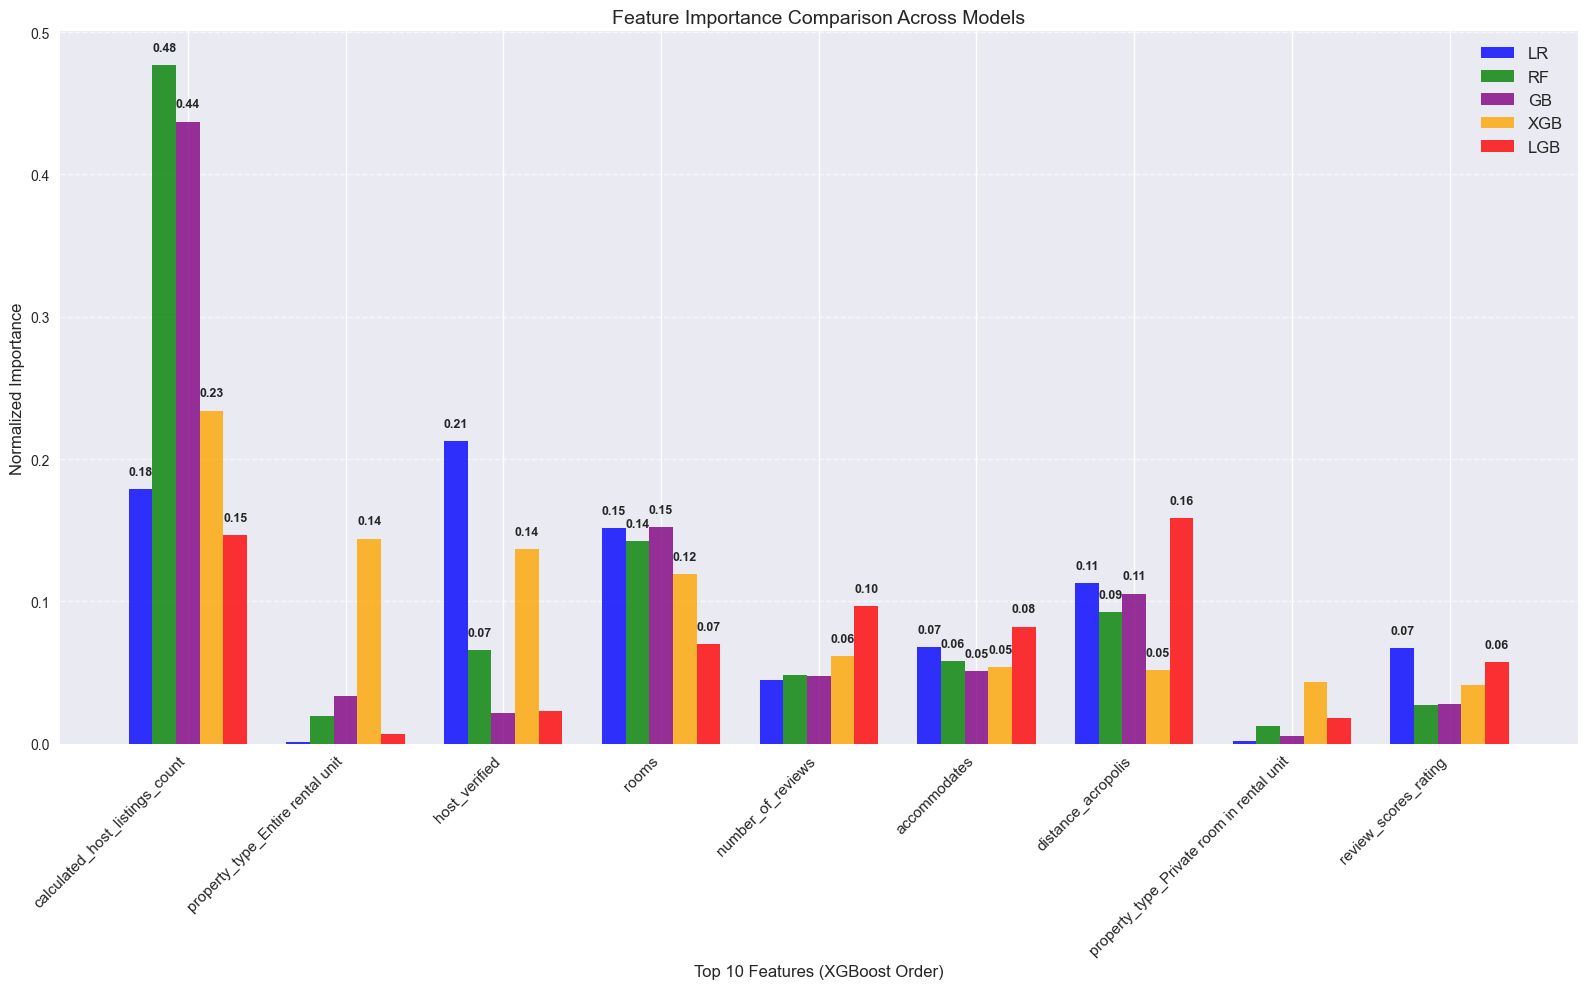 Feature Importance Comparison Across Models
LR
RF
GB
XGB
LGB
Normalized Importance
0.5
0.4
0.3
0.2
0.1
0.0
0.18
0.48
0.44
0.23
0.15
0.14
0.21
0.07
0.14
0.15
0.14
0.15
0.12
0.07
0.06
0.10
0.07
0.06
0.05
0.05
0.08
0.11
0.09
0.11
0.05
0.16
0.07
0.06
calculated_host_listings_count
property_type_Entire rental unit
host_verified
rooms
number_of_reviews
accommodates
distance_acropolis
property_type_Private room in rental unit
review_scores_rating
Top 10 Features (XGBoost Order)